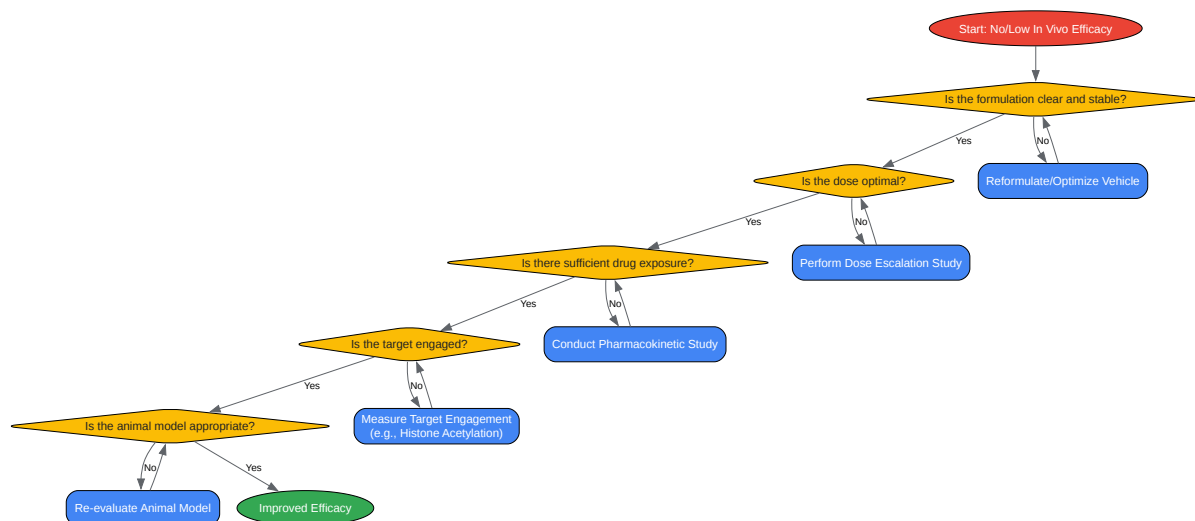 Start: No/Low In Vivo Efficacy
Is the formulation clear and stable?
Yes
No
Reformulate/Optimize Vehicle
Is the dose optimal?
Yes
No
Perform Dose Escalation Study
Is there sufficient drug exposure?
Yes
No
Conduct Pharmacokinetic Study
Is the target engaged?
Yes
No
Measure Target Engagement
(e.g., Histone Acetylation)
Is the animal model appropriate?
No
Yes
Re-evaluate Animal Model
Improved Efficacy